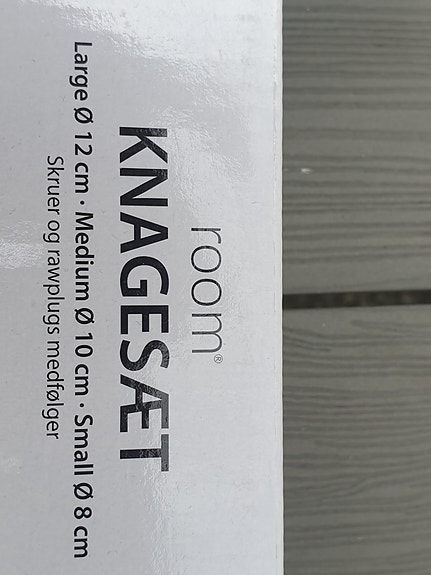 room®
KNAGESÆT
Large Ø 12 cm · Medium Ø 10 cm · Small Ø 8 cm
Skruer og rawplugs medfølger